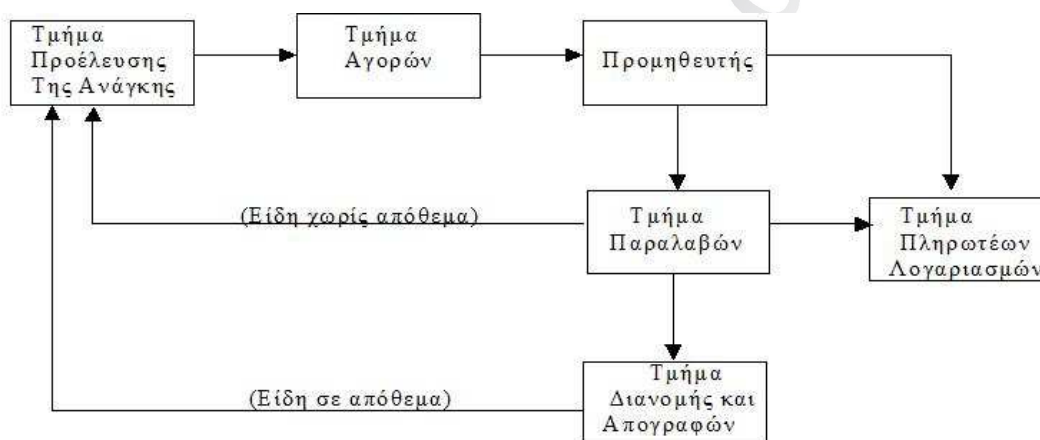 Τμήμα
Προέλευσης
Της Ανάγκης
Τμήμα
Αγορών
Προμηθευτής
(Είδη χωρίς απόθεμα)
Τμήμα
Παραλαβών
Τμήμα
Πληρωτέων
Λογαριασμών
(Είδη σε απόθεμα)
Τμήμα
Διανομής και
Απογραφών